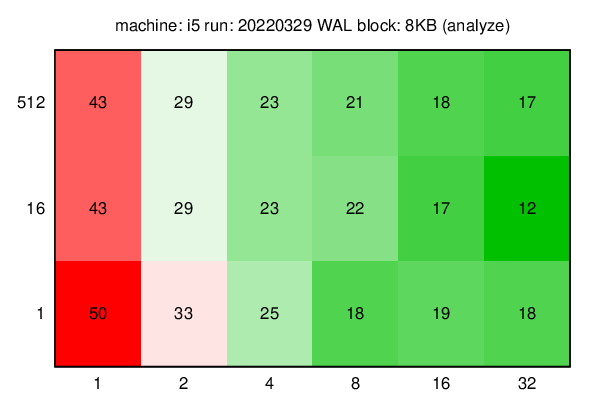 machine: i5 run: 20220329 WAL block: 8KB (analyze)
512 43 29 23 21 18 17
16 43 29 23 22 17 12
1 50 33 25 18 19 18
1 2 4 8 16 32